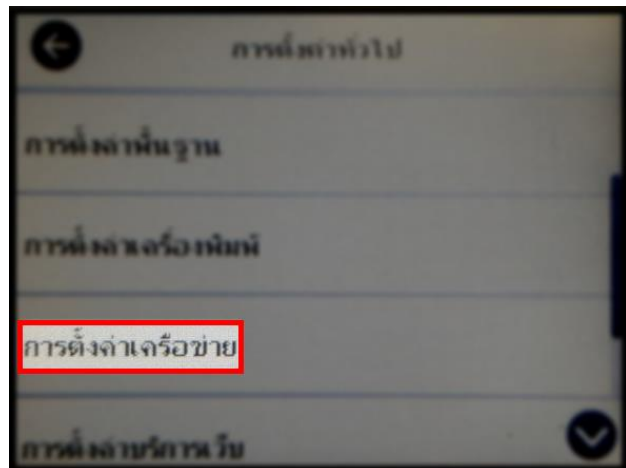 การตั้งค่าทั่วไป
การตั้งค่าพื้นฐาน
การตั้งค่าเครื่องพิมพ์
การตั้งค่าเครือข่าย
การตั้งค่าบริการเว็บ